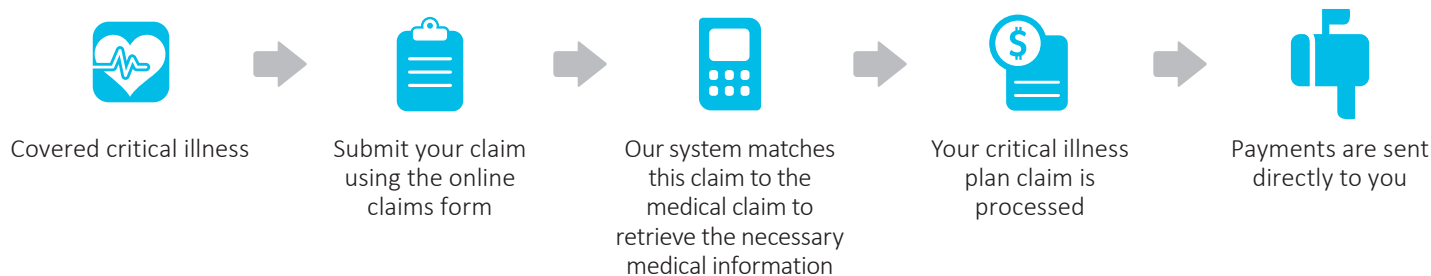 $
Covered critical illness
Submit your claim
using the online
claims form
Our system matches
this claim to the
medical claim to
retrieve the necessary
medical information
Your critical illness
plan claim is
processed
Payments are sent
directly to you